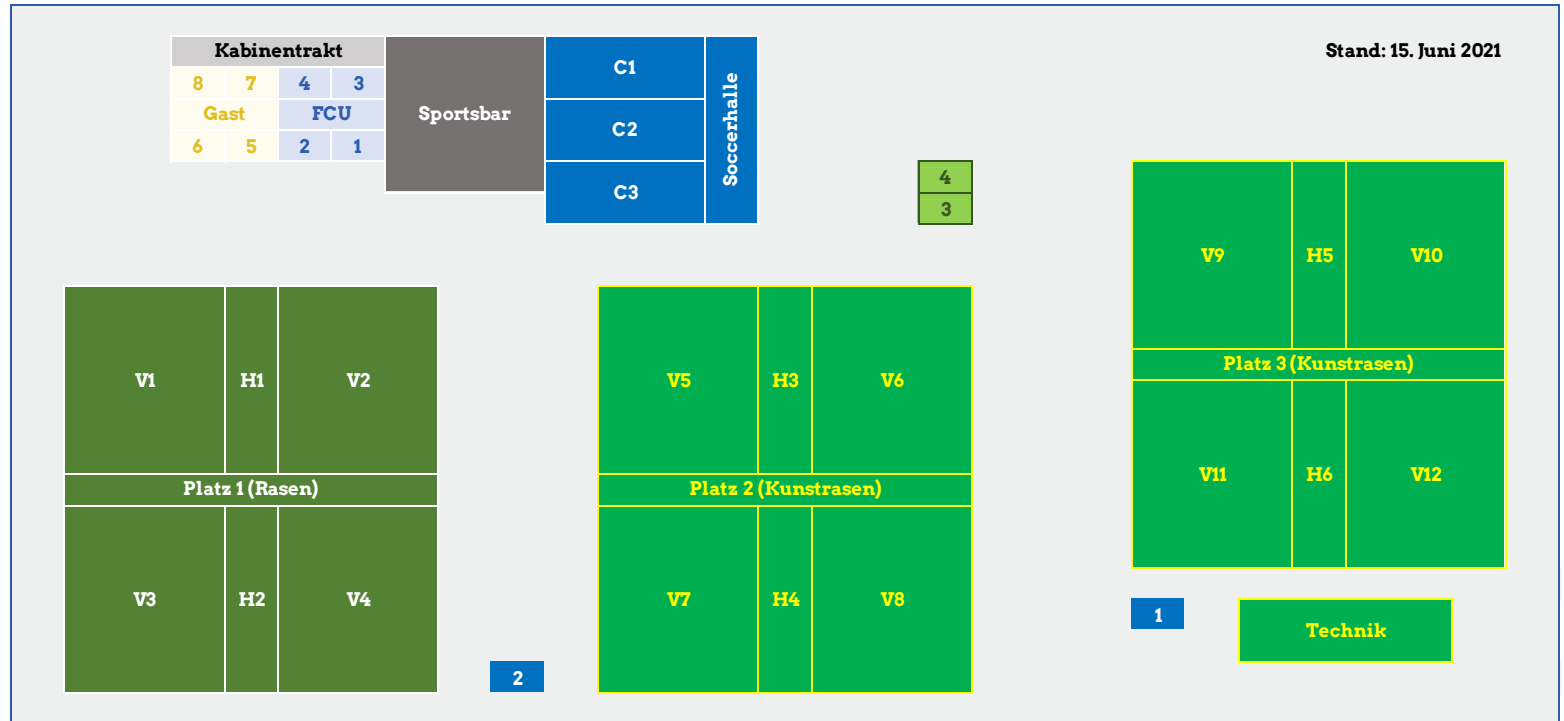 Kabinentrakt
Stand: 15. Juni 2021
8 7 4 3
Gast FCU
6 5 2 1
Sportsbar
C1
C2
C3
Soccerhalle
4
3
V9 H5 V10
Platz 3 (Kunstrasen)
V11 H6 V12
V1 H1 V2
Platz 1 (Rasen)
V3 H2 V4
V5 H3 V6
Platz 2 (Kunstrasen)
V7 H4 V8
1
Technik
2